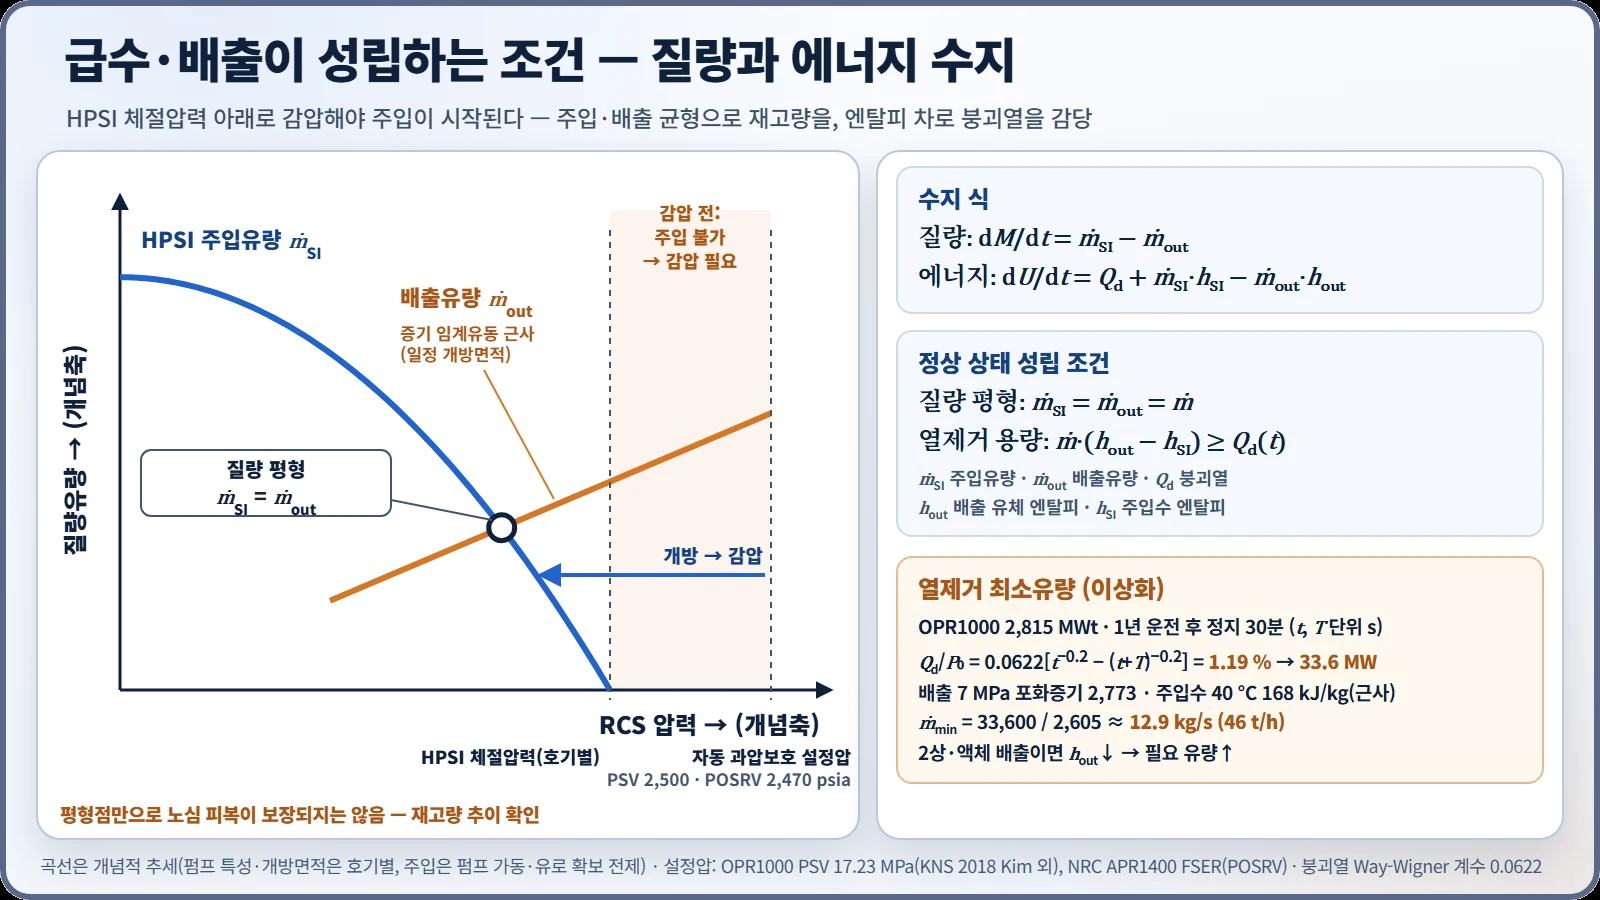 급수·배출이 성립하는 조건 — 질량과 에너지 수지
HPSI 체절압력 아래로 감압해야 주입이 시작된다 — 주입·배출 균형으로 재고량을, 엔탈피 차로 붕괴열을 감당
HPSI 주입유량 ṁSI
배출유량 ṁout
증기 임계유동 근사
(일정 개방면적)
감압 전:
주입 불가
→ 감압 필요
질량유량 → (개념축)
질량 평형
ṁSI = ṁout
개방 → 감압
RCS 압력 → (개념축)
HPSI 체절압력(호기별)
자동 과압보호 설정압
PSV 2,500 · POSRV 2,470 psia
평형점만으로 노심 피복이 보장되지는 않음 — 재고량 추이 확인
수지 식
질량: dM/dt = ṁSI − ṁout
에너지: dU/dt = Qd + ṁSI·hSI − ṁout·hout
정상 상태 성립 조건
질량 평형: ṁSI = ṁout = ṁ
열제거 용량: ṁ·(hout − hSI) ≥ Qd(t)
ṁSI 주입유량 · ṁout 배출유량 · Qd 붕괴열
hout 배출 유체 엔탈피 · hSI 주입수 엔탈피
열제거 최소유량 (이상화)
OPR1000 2,815 MWt · 1년 운전 후 정지 30분 (t, T 단위 s)
Qd/P0 = 0.0622[t−0.2 − (t+T)−0.2] = 1.19 % → 33.6 MW
배출 7 MPa 포화증기 2,773 · 주입수 40 °C 168 kJ/kg(근사)
ṁmin = 33,600 / 2,605 ≈ 12.9 kg/s (46 t/h)
2상·액체 배출이면 hout↓ → 필요 유량↑
곡선은 개념적 추세(펌프 특성·개방면적은 호기별, 주입은 펌프 가동·유로 확보 전제) · 설정압: OPR1000 PSV 17.23 MPa(KNS 2018 Kim 외), NRC APR1400 FSER(POSRV) · 붕괴열 Way-Wigner 계수 0.0622